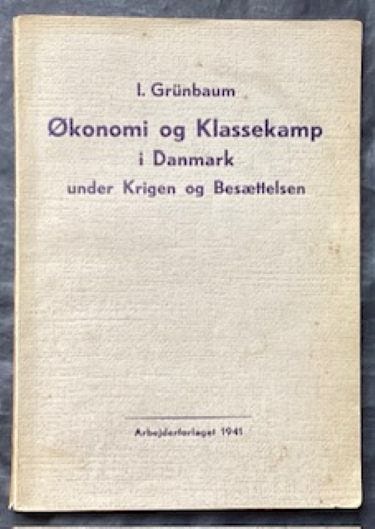 I. Grünbaum
Økonomi og Klassekamp
i Danmark
under Krigen og Besættelsen
Arbejderforlaget 1941